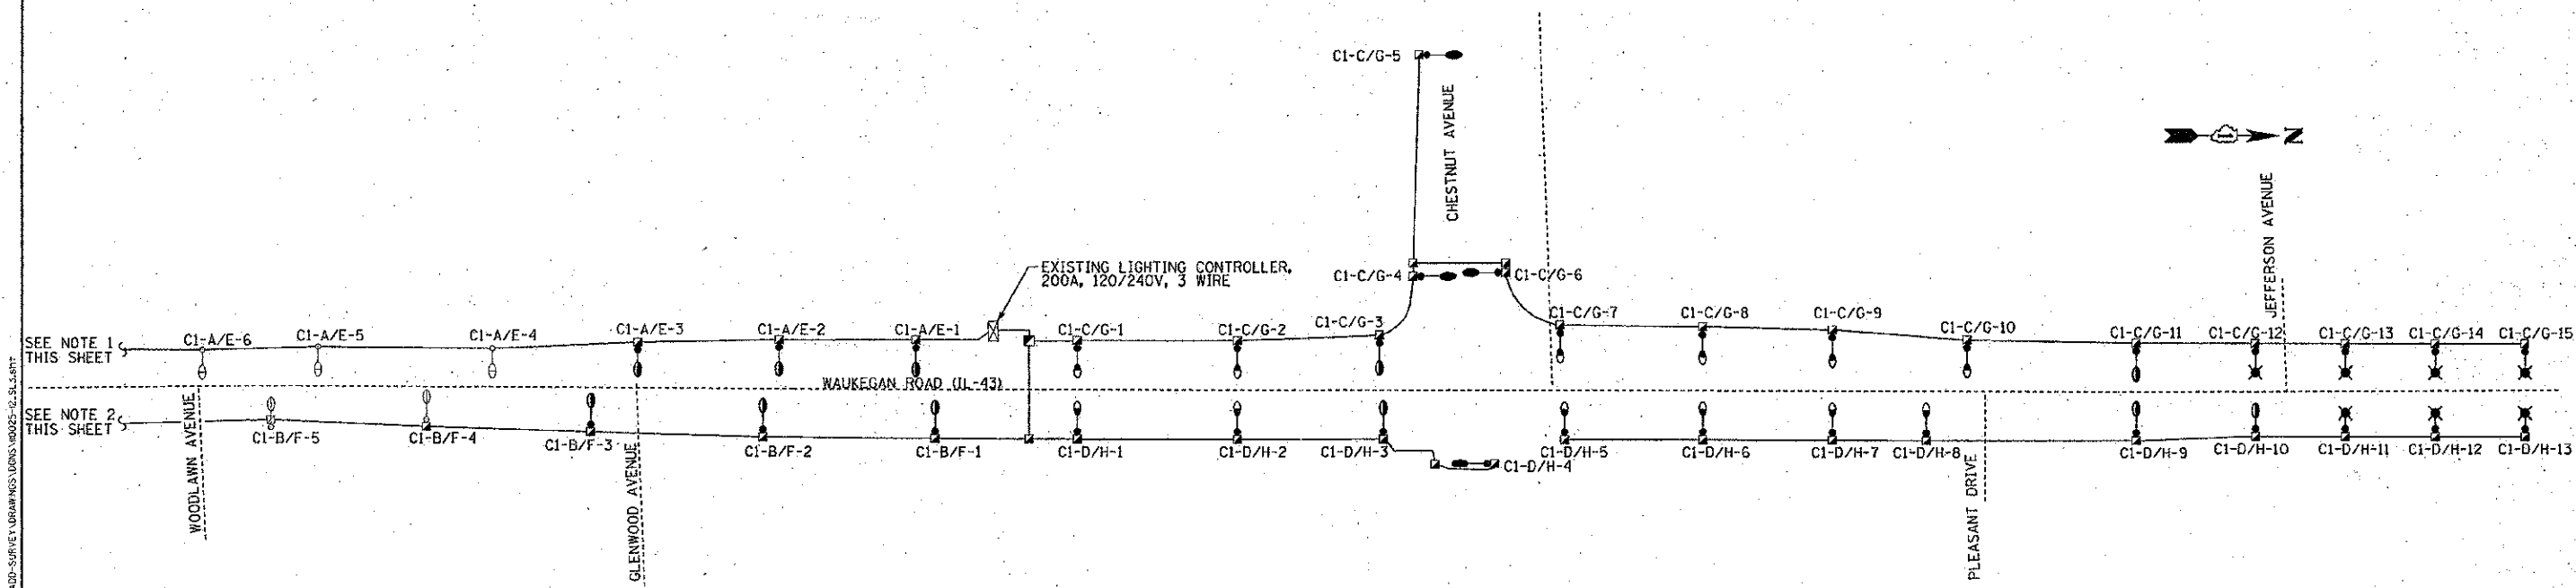 C1-C/G-5
CHESTNUT AVENUE
N
JEFFERSON AVENUE
EXISTING LIGHTING CONTROLLER,
200A, 120/240V, 3 WIRE
C1-C/G-4
C1-C/G-6
SEE NOTE 1
THIS SHEET
C1-A/E-6
C1-A/E-5
C1-A/E-4
C1-A/E-3
C1-A/E-2
C1-A/E-1
C1-C/G-1
C1-C/G-2
C1-C/G-3
C1-C/G-7
C1-C/G-8
C1-C/G-9
C1-C/G-10
C1-C/G-11
C1-C/G-12
C1-C/G-13
C1-C/G-14
C1-C/G-15
WAUKEGAN ROAD (IL-43)
SEE NOTE 2
THIS SHEET
WOODLAWN AVENUE
C1-B/F-5
C1-B/F-4
C1-B/F-3
GLENWOOD AVENUE
C1-B/F-2
C1-B/F-1
C1-D/H-1
C1-D/H-2
C1-D/H-3
C1-D/H-4
C1-D/H-5
C1-D/H-6
C1-D/H-7
C1-D/H-8
PLEASANT DRIVE
C1-D/H-9
C1-D/H-10
C1-D/H-11
C1-D/H-12
C1-D/H-13